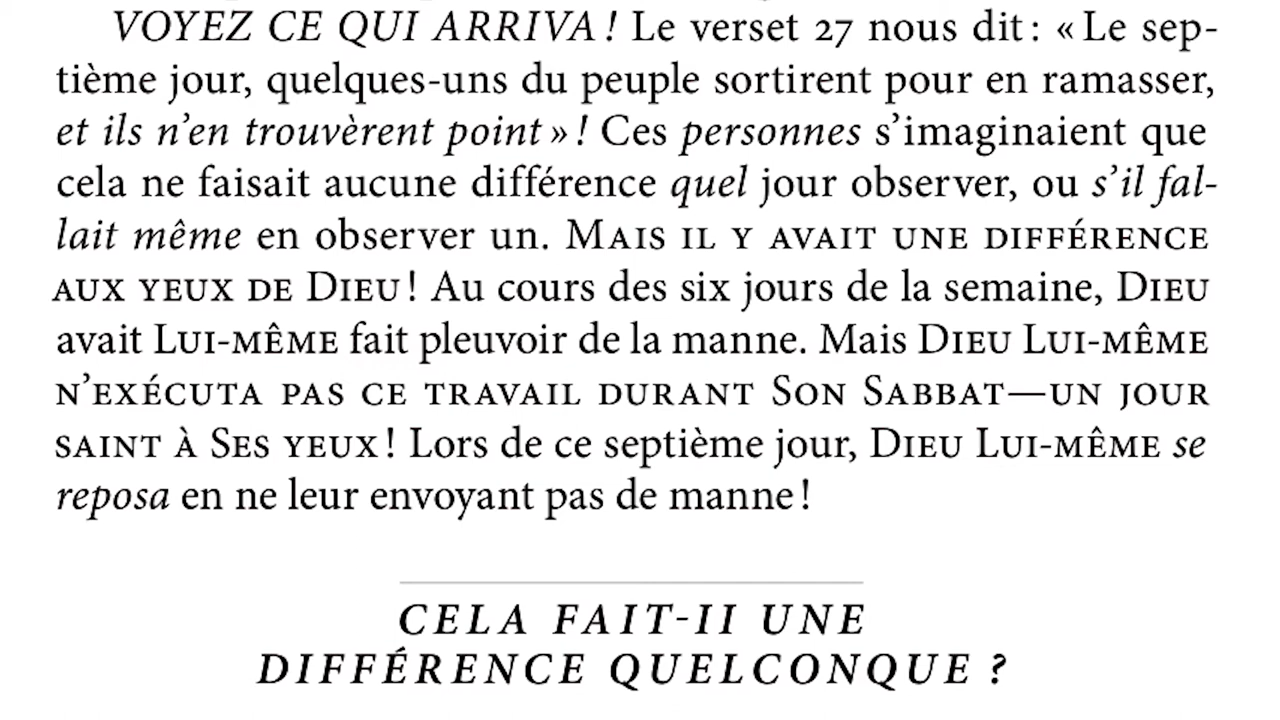 VOYEZ CE QUI ARRIVA ! Le verset 27 nous dit : « Le sep-
tième jour, quelques-uns du peuple sortirent pour en ramasser,
et ils n’en trouvèrent point » ! Ces personnes s’imaginaient que
cela ne faisait aucune différence quel jour observer, ou s’il fal-
lait même en observer un. Mais il y avait une différence
aux yeux de Dieu ! Au cours des six jours de la semaine, Dieu
avait Lui-même fait pleuvoir de la manne. Mais Dieu Lui-même
n’exécuta pas ce travail durant Son Sabbat—un jour
saint à Ses yeux ! Lors de ce septième jour, Dieu Lui-même se
reposa en ne leur envoyant pas de manne !
CELA FAIT-II UNE
DIFFÉRENCE QUELCONQUE ?